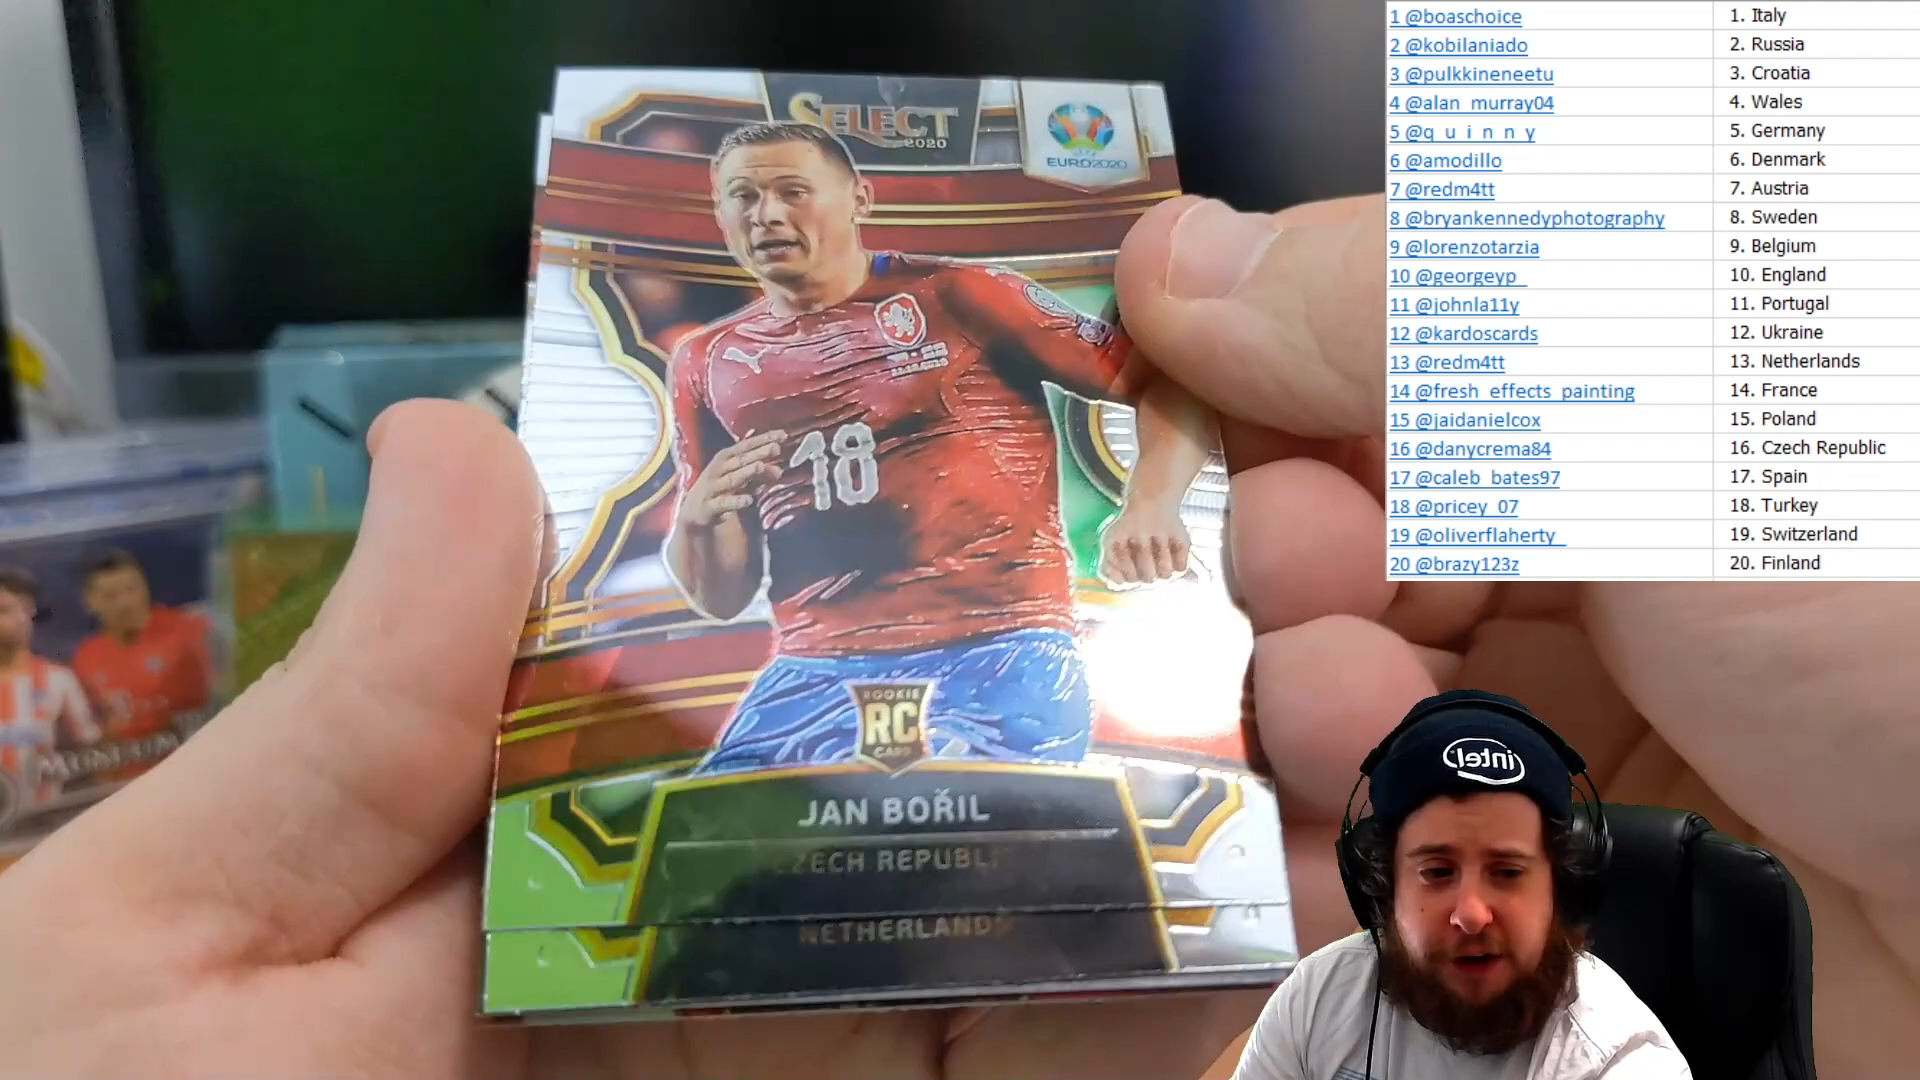 SELECT
2020
EURO2020
18
ROOKIE
RC
CARD
JAN BOŘIL
CZECH REPUBLIC
NETHERLANDS
intel
1 @boaschoice 1. Italy
2 @kobilaniado 2. Russia
3 @pulkkineneetu 3. Croatia
4 @alan_murray04 4. Wales
5 @q_u_i_n_n_y 5. Germany
6 @amodillo 6. Denmark
7 @redm4tt 7. Austria
8 @bryankennedyphotography 8. Sweden
9 @lorenzotarzia 9. Belgium
10 @georgeyp_ 10. England
11 @johnla11y 11. Portugal
12 @kardoscards 12. Ukraine
13 @redm4tt 13. Netherlands
14 @fresh_effects_painting 14. France
15 @jaidanielcox 15. Poland
16 @danycrema84 16. Czech Republic
17 @caleb_bates97 17. Spain
18 @pricey_07 18. Turkey
19 @oliverflaherty_ 19. Switzerland
20 @brazy123z 20. Finland